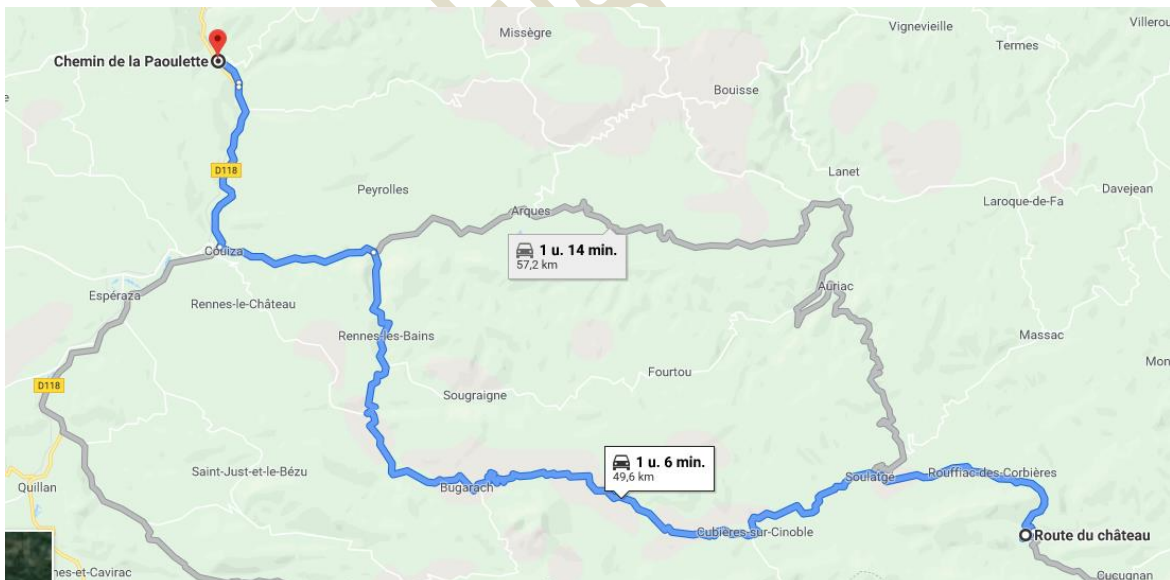 Missègre
Vignevieille
Termes
Villerou
Chemin de la Paoulette
Bouisse
D118
Peyrolles
Lanet
Laroque-de-Fa
Davejean
Arques
1 u. 14 min.
57,2 km
Couiza
Espéraza
Rennes-le-Château
Auriac
Rennes-les-Bains
Massac
Mon
D118
Fourtou
Sougraigne
Saint-Just-et-le-Bézu
1 u. 6 min.
49,6 km
Quillan
Bugarach
Soulatgé
Rouffiac-des-Corbières
Cubières-sur-Cinoble
Route du château
nes-et-Cavirac
Cucugnan